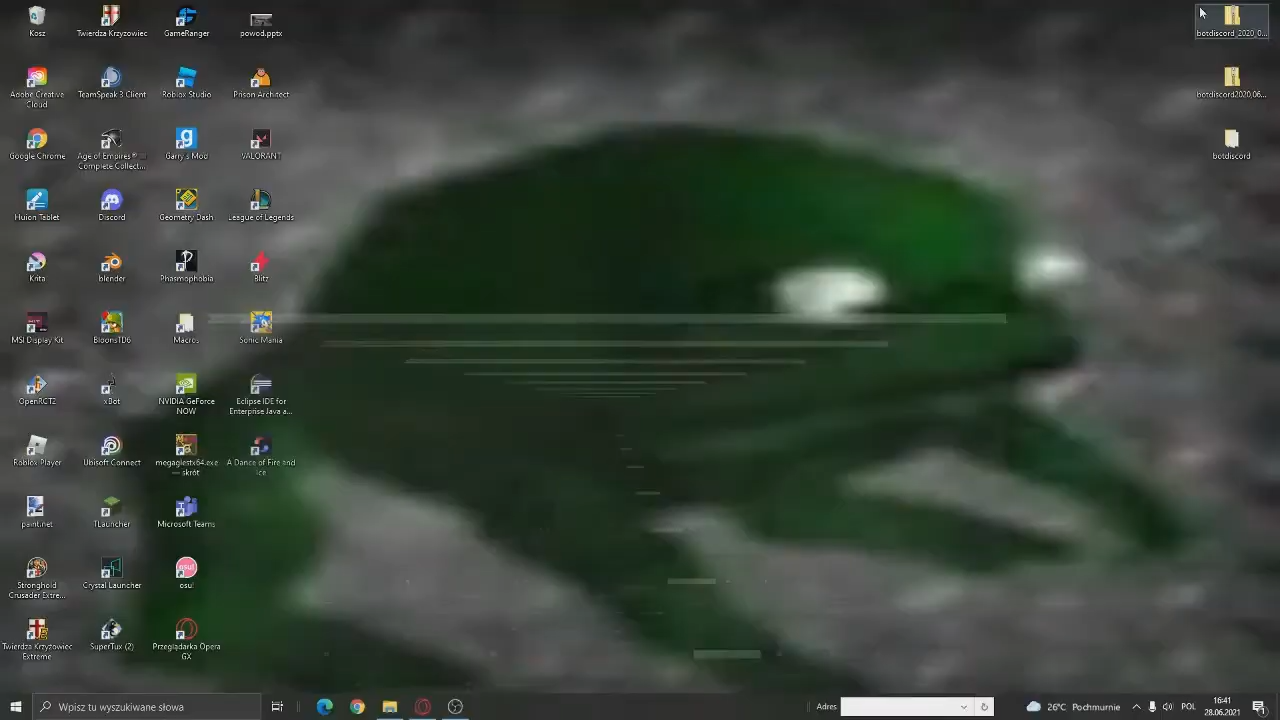 Kosz
Twierdza Krzyżowiec
GameRanger
powod.pptx
botdiscord_2020_0...
Adobe Creative
Cloud
TeamSpeak 3 Client
Roblox Studio
Prison Architect
botdiscord2020,06...
Google Chrome
Age of Empires® —
Complete Collect...
Garry's Mod
VALORANT
botdiscord
Huion Tablet
Discord
Geometry Dash
League of Legends
Krita
blender
Phasmophobia
Blitz
MSI Display Kit
BloonsTD6
Macros
Sonic Mania
OpenRCT2
xBot
NVIDIA GeForce
NOW
Eclipse IDE for
Enterprise Java a...
Roblox Player
Ubisoft Connect
megaglestx64.exe
— skrót
A Dance of Fire and
Ice
paint.net
TLauncher
Microsoft Teams
Stronghold
Crusader Extre...
Crystal Launcher
osu!
Twierdza Krzyżowiec
Extreme
SuperTux (2)
Przeglądarka Opera
GX
Wpisz tu wyszukiwane słowa
Adres
26°C Pochmurnie
POL
16:41
28.06.2021